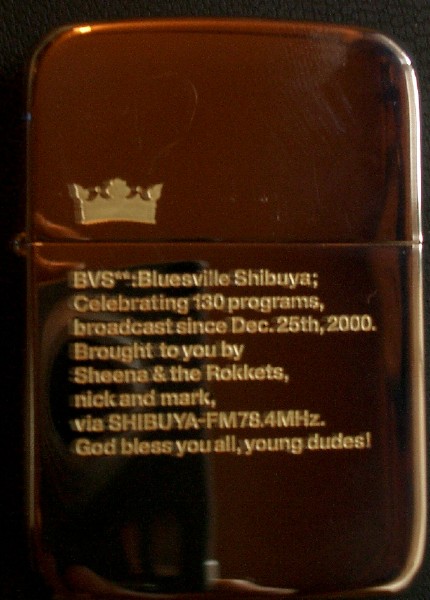 BVS**:Bluesville Shibuya;
Celebrating 130 programs,
broadcast since Dec. 25th, 2000.
Brought to you by
Sheena & the Rokkets,
nick and mark,
via SHIBUYA-FM78.4MHz.
God bless you all, young dudes!